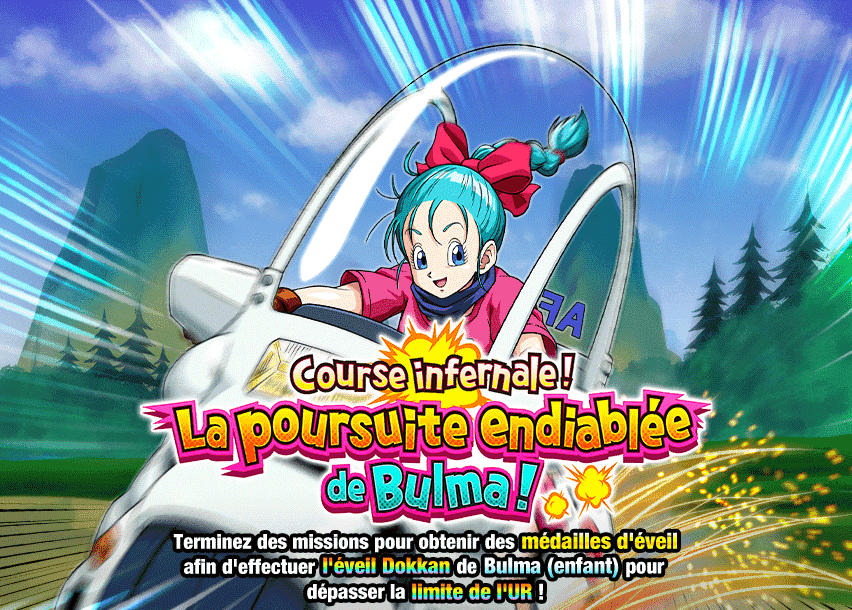 AF
Course infernale !
La poursuite endiablée
de Bulma !
Terminez des missions pour obtenir des médailles d'éveil
afin d'effectuer l'éveil Dokkan de Bulma (enfant) pour
dépasser la limite de l'UR !